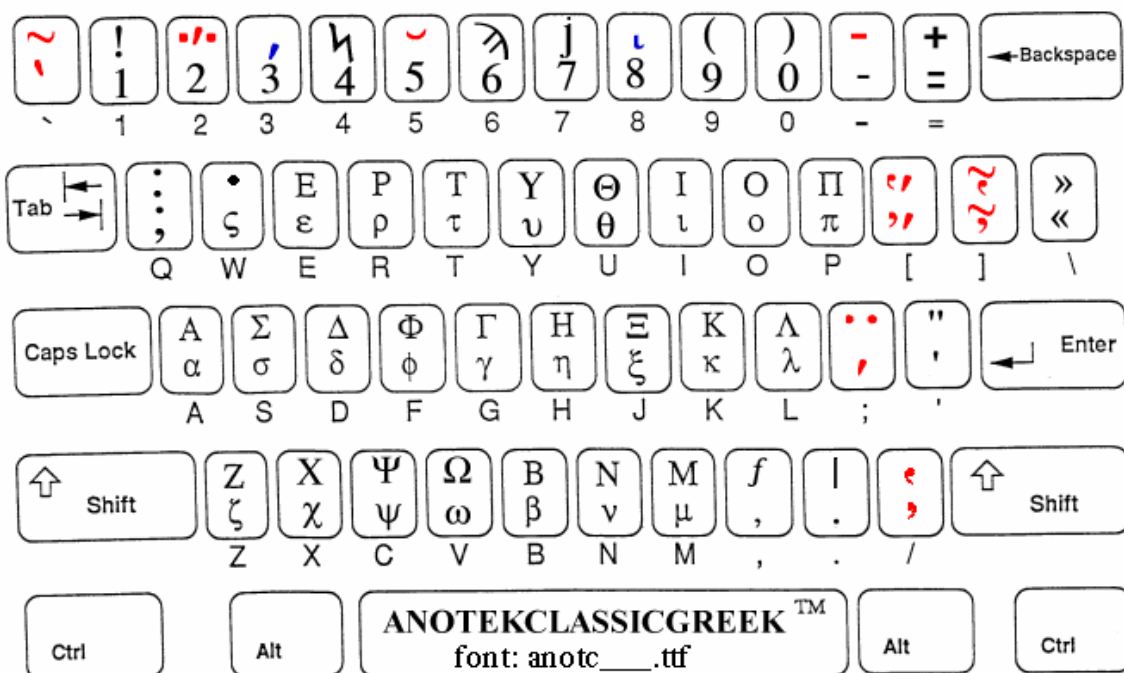 ~ ! ΅ ʹ Ϟ ˘ ϡ j ι ( ) - + Backspace
` 1 2 3 4 5 6 7 8 9 0 - =
` 1 2 3 4 5 6 7 8 9 0 - =
Tab : • Ε Ρ Τ Υ Θ Ι Ο Π »
; ς ε ρ τ υ θ ι ο π «
Q W E R T Y U I O P [ ] \
Caps Lock Α Σ Δ Φ Γ Η Ξ Κ Λ ¨ " Enter
α σ δ φ γ η ξ κ λ ΄ '
A S D F G H J K L ; '
Shift Ζ Χ Ψ Ω Β Ν Μ ƒ | Shift
ζ χ ψ ω β ν μ , .
Z X C V B N M , . /
Ctrl Alt ANOTEKCLASSICGREEK ™ Alt Ctrl
font: anotc___.ttf